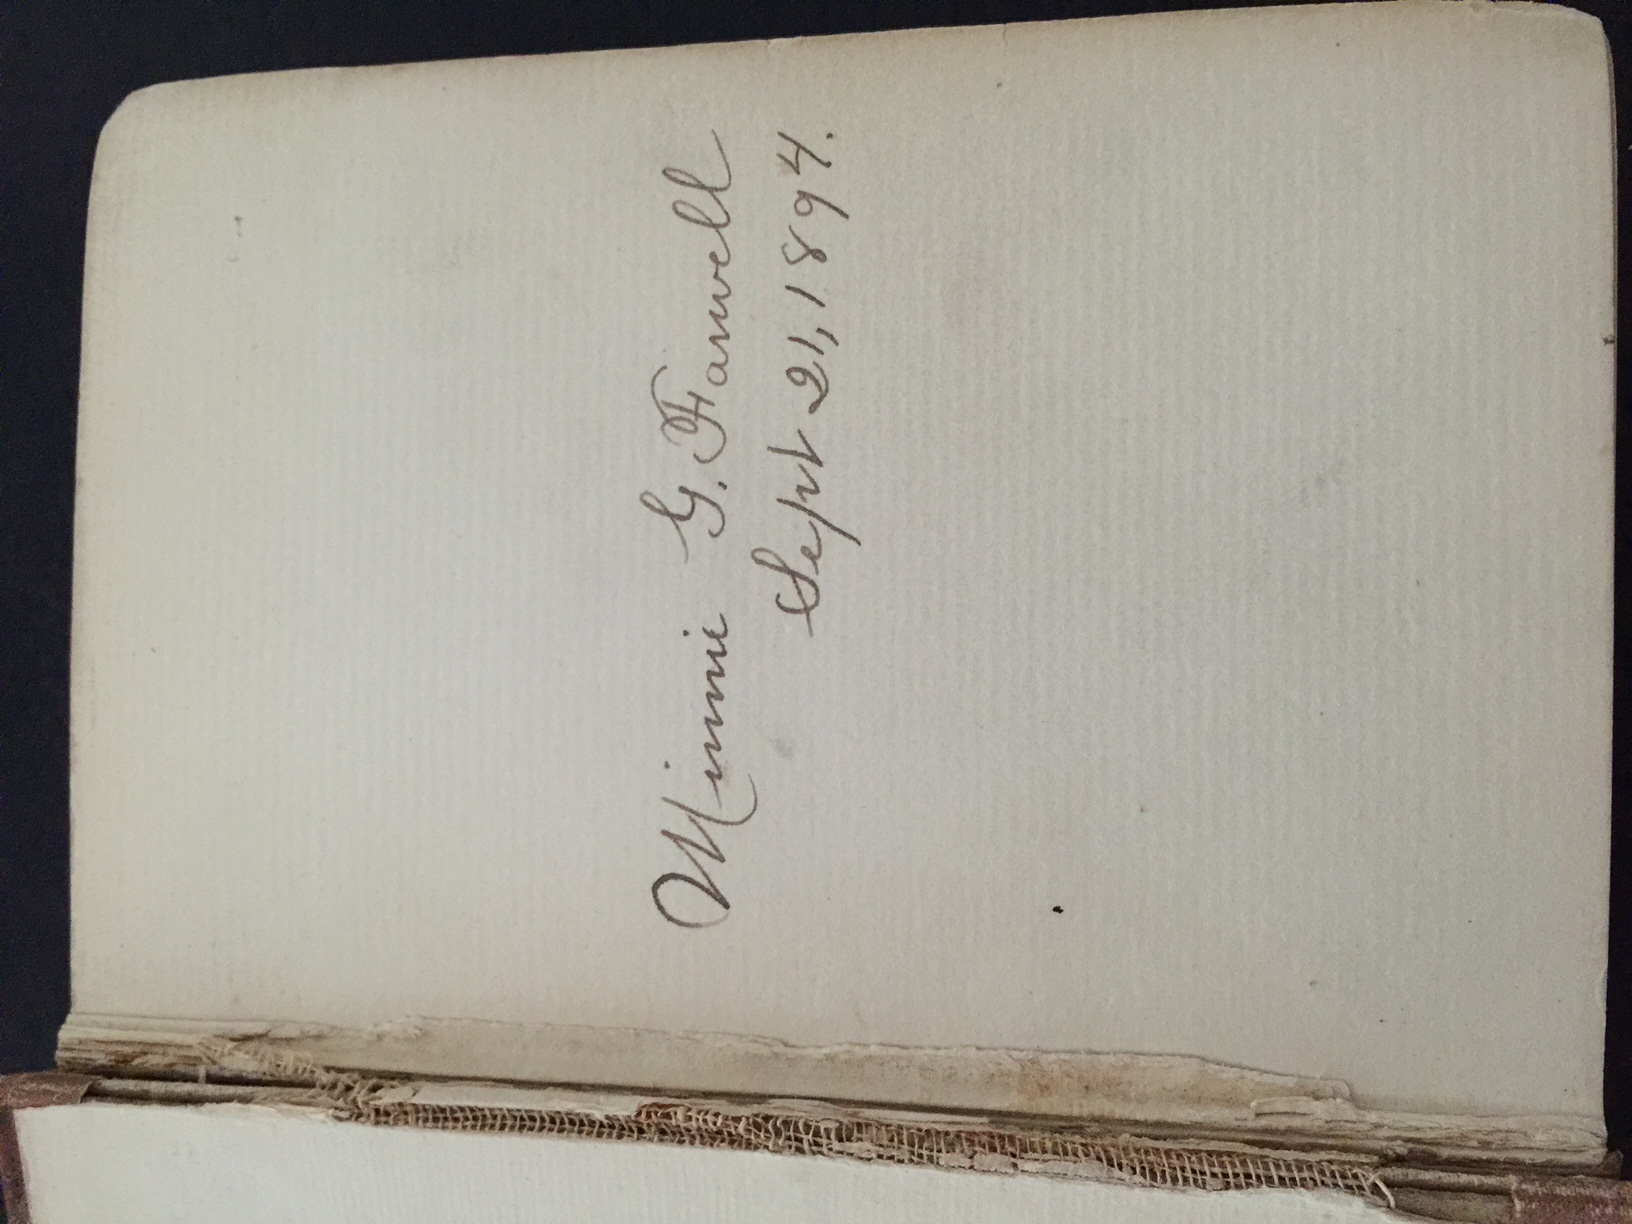 Minnie G. Farwell
Sept 21, 1894.